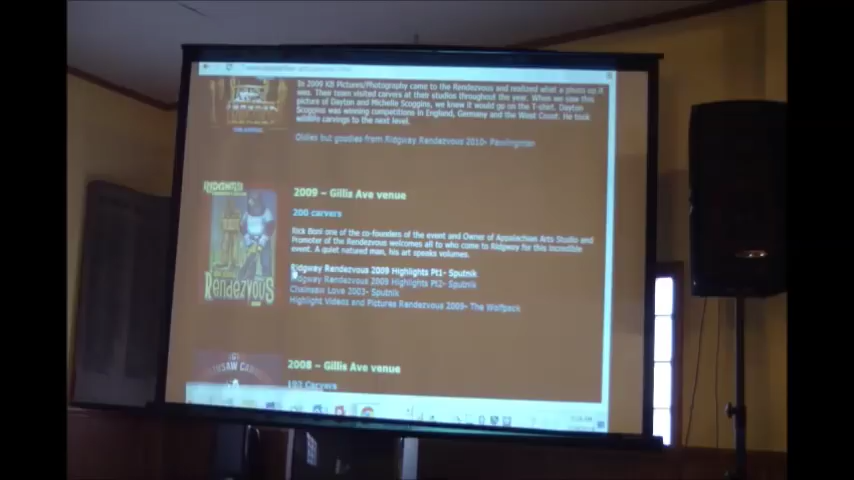 In 2009 KB Pictures/Photography came to the Rendezvous and realized what a photo op it
was. Their team visited carvers at their studios throughout the year. When we saw this
picture of Dayton and Michelle Scoggins, we knew it would go on the T-shirt. Dayton
Scoggins was winning competitions in England, Germany and the West Coast. He took
wildlife carvings to the next level.
Oldies but goodies from Ridgway Rendezvous 2010- Pennlingman
2009 – Gillis Ave venue
200 carvers
Rick Boni one of the co-founders of the event and Owner of Appalachian Arts Studio and
Promoter of the Rendezvous welcomes all to who come to Ridgway for this incredible
event. A quiet natured man, his art speaks volumes.
Ridgway Rendezvous 2009 Highlights Pt1- Sputnik
Ridgway Rendezvous 2009 Highlights Pt2- Sputnik
Chainsaw Love 2003- Sputnik
Highlight Videos and Pictures Rendezvous 2009- The Wolfpack
Rendezvous
2008 – Gillis Ave venue
192 Carvers